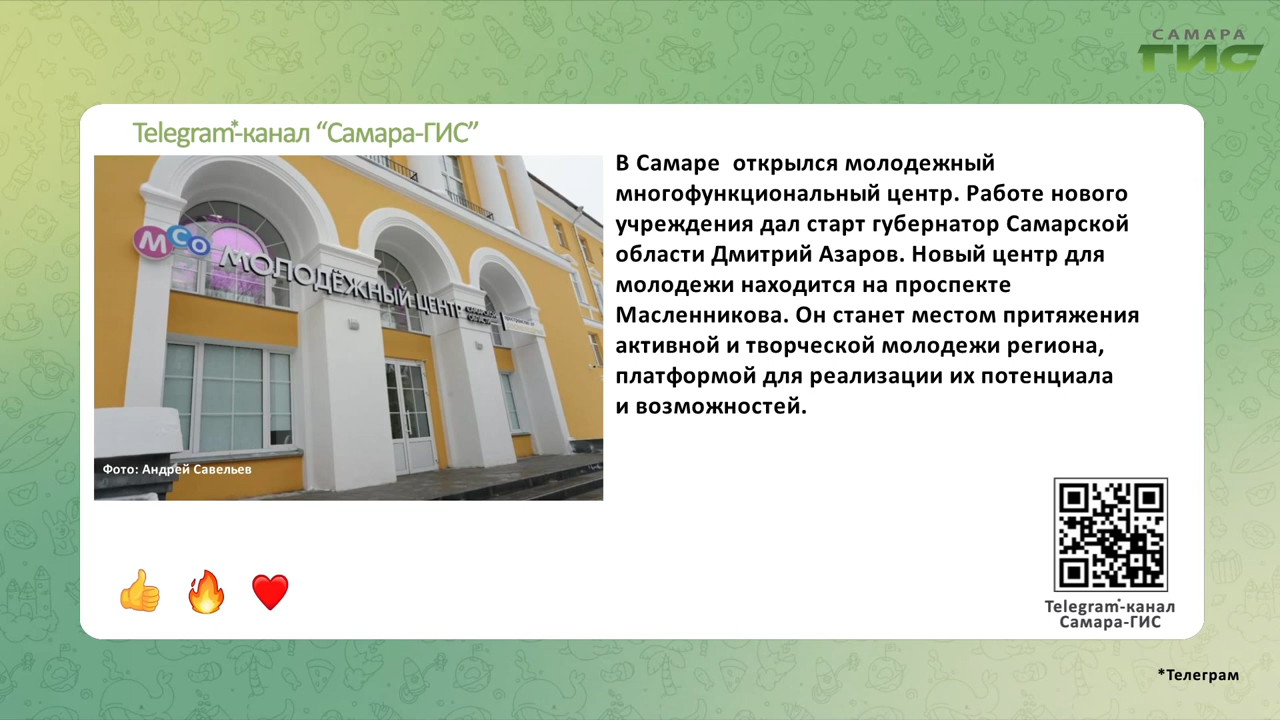 САМАРА
ГИС
Telegram*-канал “Самара-ГИС”
МСО МОЛОДЁЖНЫЙ ЦЕНТР
Фото: Андрей Савельев
В Самаре открылся молодежный
многофункциональный центр. Работе нового
учреждения дал старт губернатор Самарской
области Дмитрий Азаров. Новый центр для
молодежи находится на проспекте
Масленникова. Он станет местом притяжения
активной и творческой молодежи региона,
платформой для реализации их потенциала
и возможностей.
Telegram*-канал
Самара-ГИС
*Телеграм